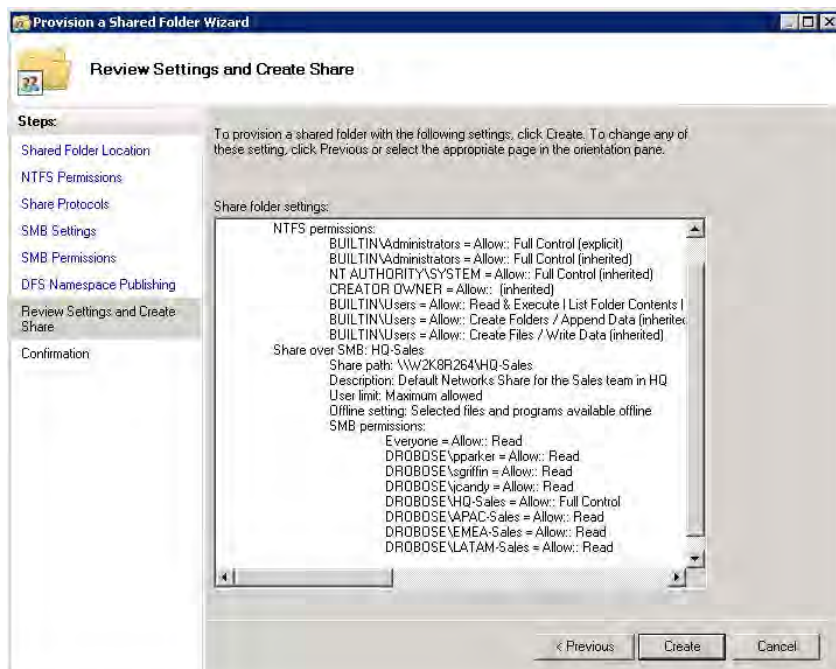 Provision a Shared Folder Wizard
Review Settings and Create Share
Steps:
Shared Folder Location
NTFS Permissions
Share Protocols
SMB Settings
SMB Permissions
DFS Namespace Publishing
Review Settings and Create
Share
Confirmation
To provision a shared folder with the following settings, click Create. To change any of
these setting, click Previous or select the appropriate page in the orientation pane.
Share folder settings:
NTFS permissions:
BUILTIN\Administrators = Allow:: Full Control (explicit)
BUILTIN\Administrators = Allow:: Full Control (inherited)
NT AUTHORITY\SYSTEM = Allow:: Full Control (inherited)
CREATOR OWNER = Allow:: (inherited)
BUILTIN\Users = Allow:: Read & Execute | List Folder Contents |
BUILTIN\Users = Allow:: Create Folders / Append Data (inherited
BUILTIN\Users = Allow:: Create Files / Write Data (inherited)
Share over SMB: HQ-Sales
Share path: \\W2K8R264\HQ-Sales
Description: Default Networks Share for the Sales team in HQ
User limit: Maximum allowed
Offline setting: Selected files and programs available offline
SMB permissions:
Everyone = Allow:: Read
DROBOSE\pparker = Allow:: Read
DROBOSE\sgriffin = Allow:: Read
DROBOSE\jcandy = Allow:: Read
DROBOSE\HQ-Sales = Allow:: Full Control
DROBOSE\APAC-Sales = Allow:: Read
DROBOSE\EMEA-Sales = Allow:: Read
DROBOSE\LATAM-Sales = Allow:: Read
< Previous
Create
Cancel